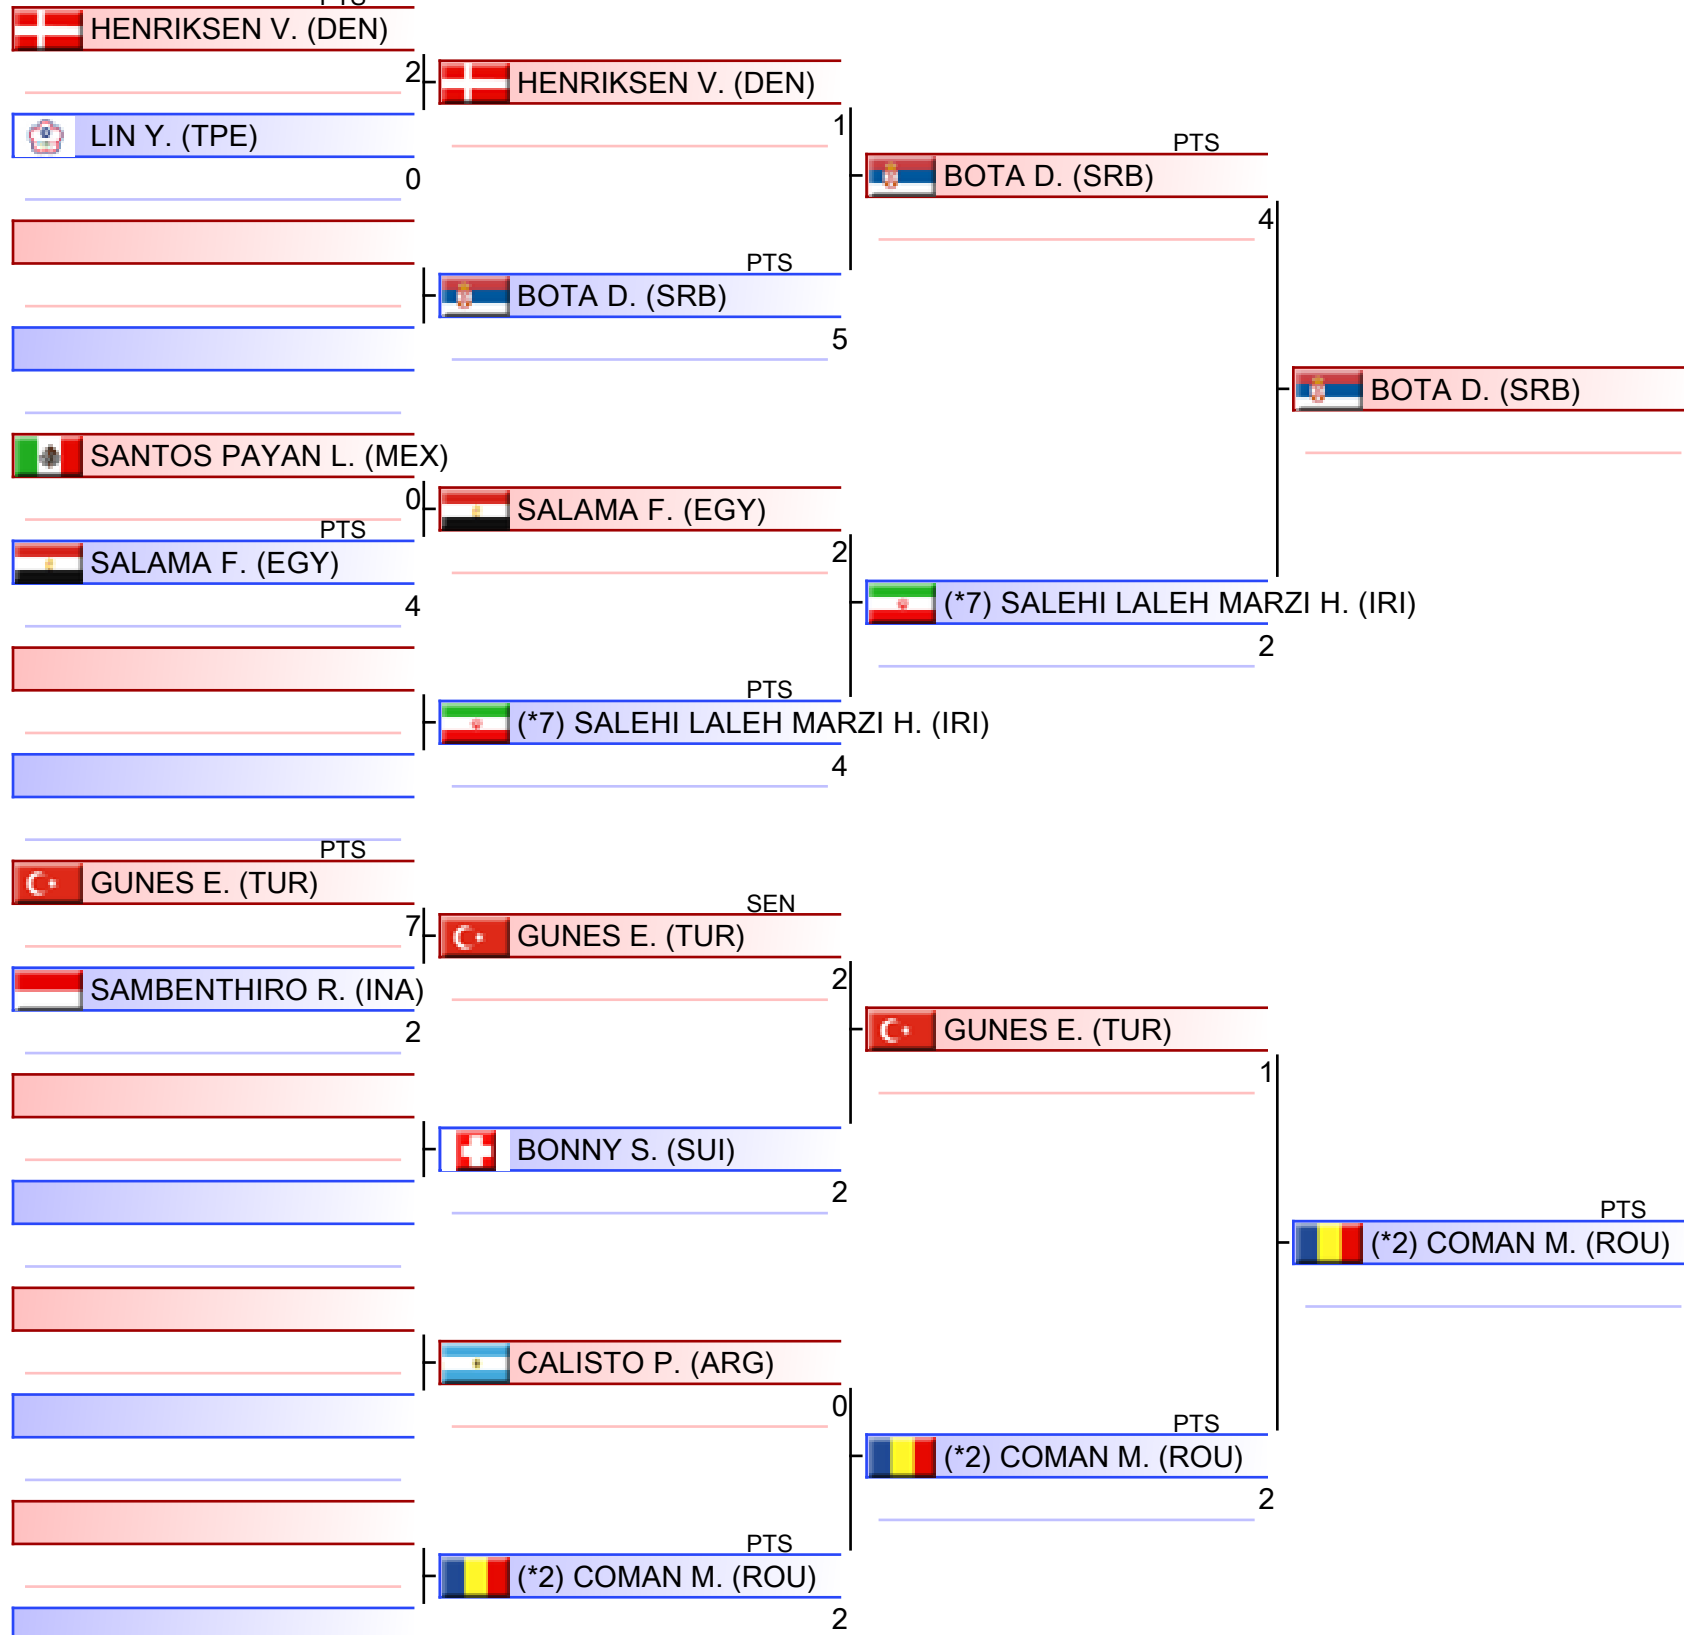 PTS
HENRIKSEN V. (DEN)
2
LIN Y. (TPE)
0
SANTOS PAYAN L. (MEX)
0
PTS
SALAMA F. (EGY)
4
PTS
GUNES E. (TUR)
7
SAMBENTHIRO R. (INA)
2
HENRIKSEN V. (DEN)
1
PTS
BOTA D. (SRB)
5
SALAMA F. (EGY)
2
PTS
(*7) SALEHI LALEH MARZI H. (IRI)
4
SEN
GUNES E. (TUR)
2
BONNY S. (SUI)
2
CALISTO P. (ARG)
0
PTS
(*2) COMAN M. (ROU)
2
PTS
BOTA D. (SRB)
4
(*7) SALEHI LALEH MARZI H. (IRI)
2
GUNES E. (TUR)
1
PTS
(*2) COMAN M. (ROU)
2
BOTA D. (SRB)
PTS
(*2) COMAN M. (ROU)